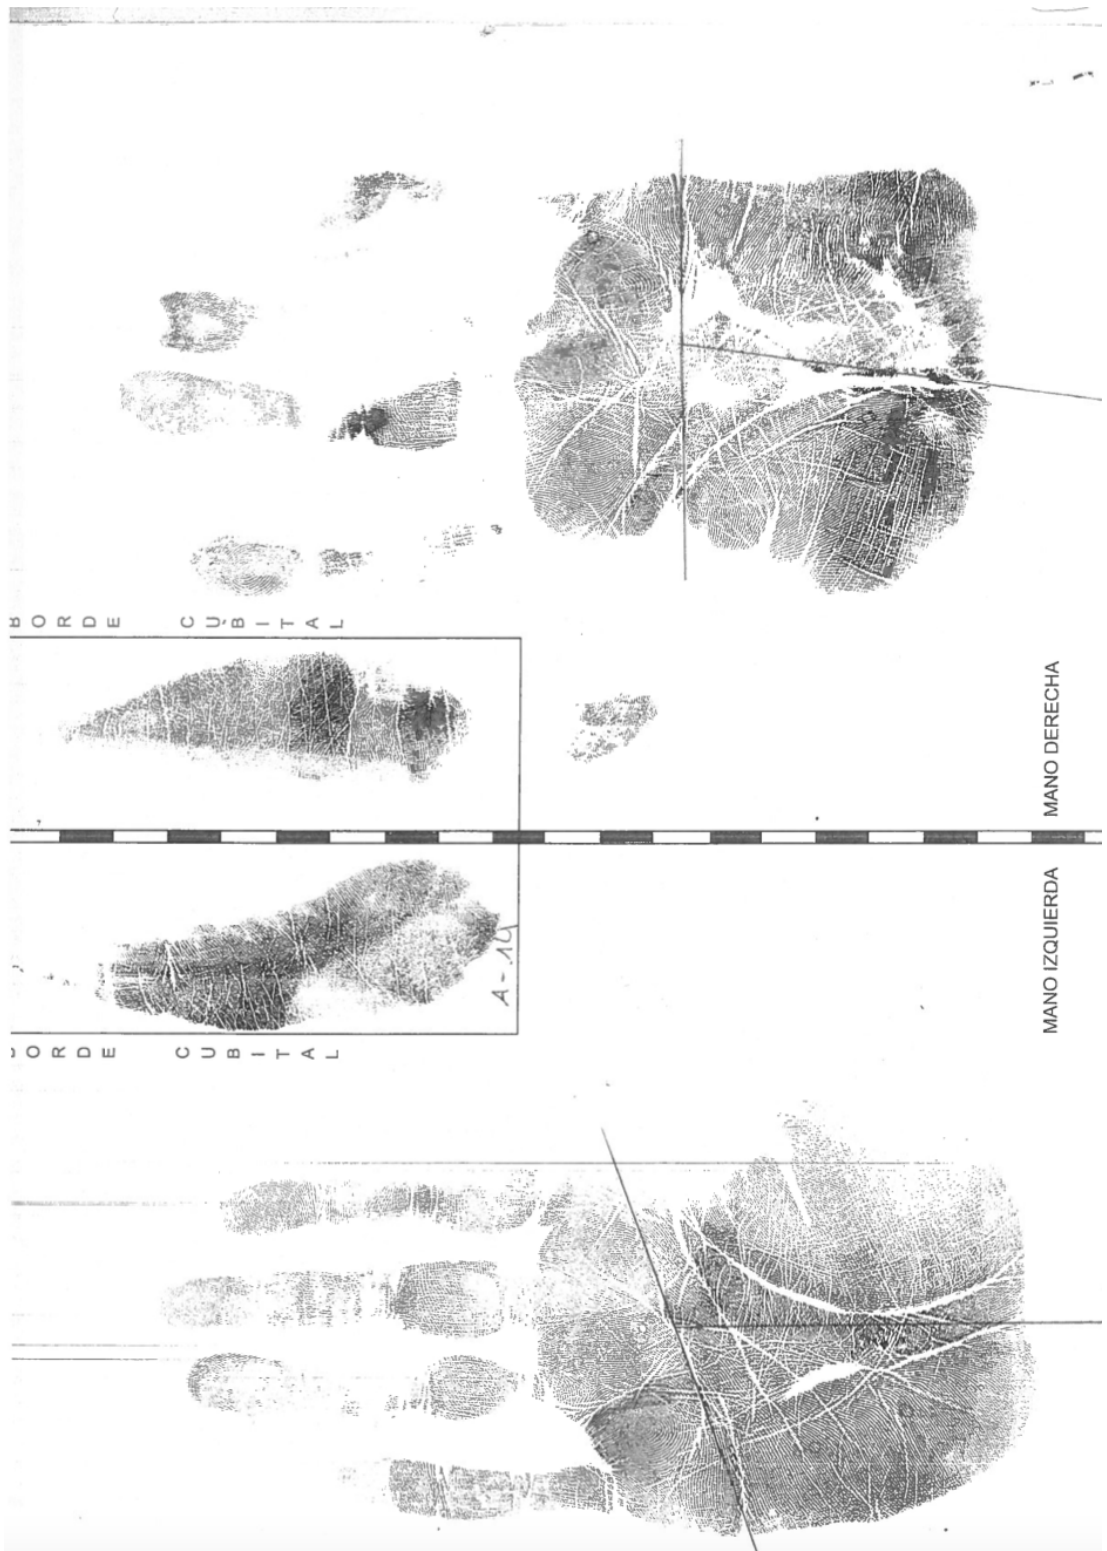 BORDE CUBITAL
MANO DERECHA
A-10
MANO IZQUIERDA
ORDE CUBITAL